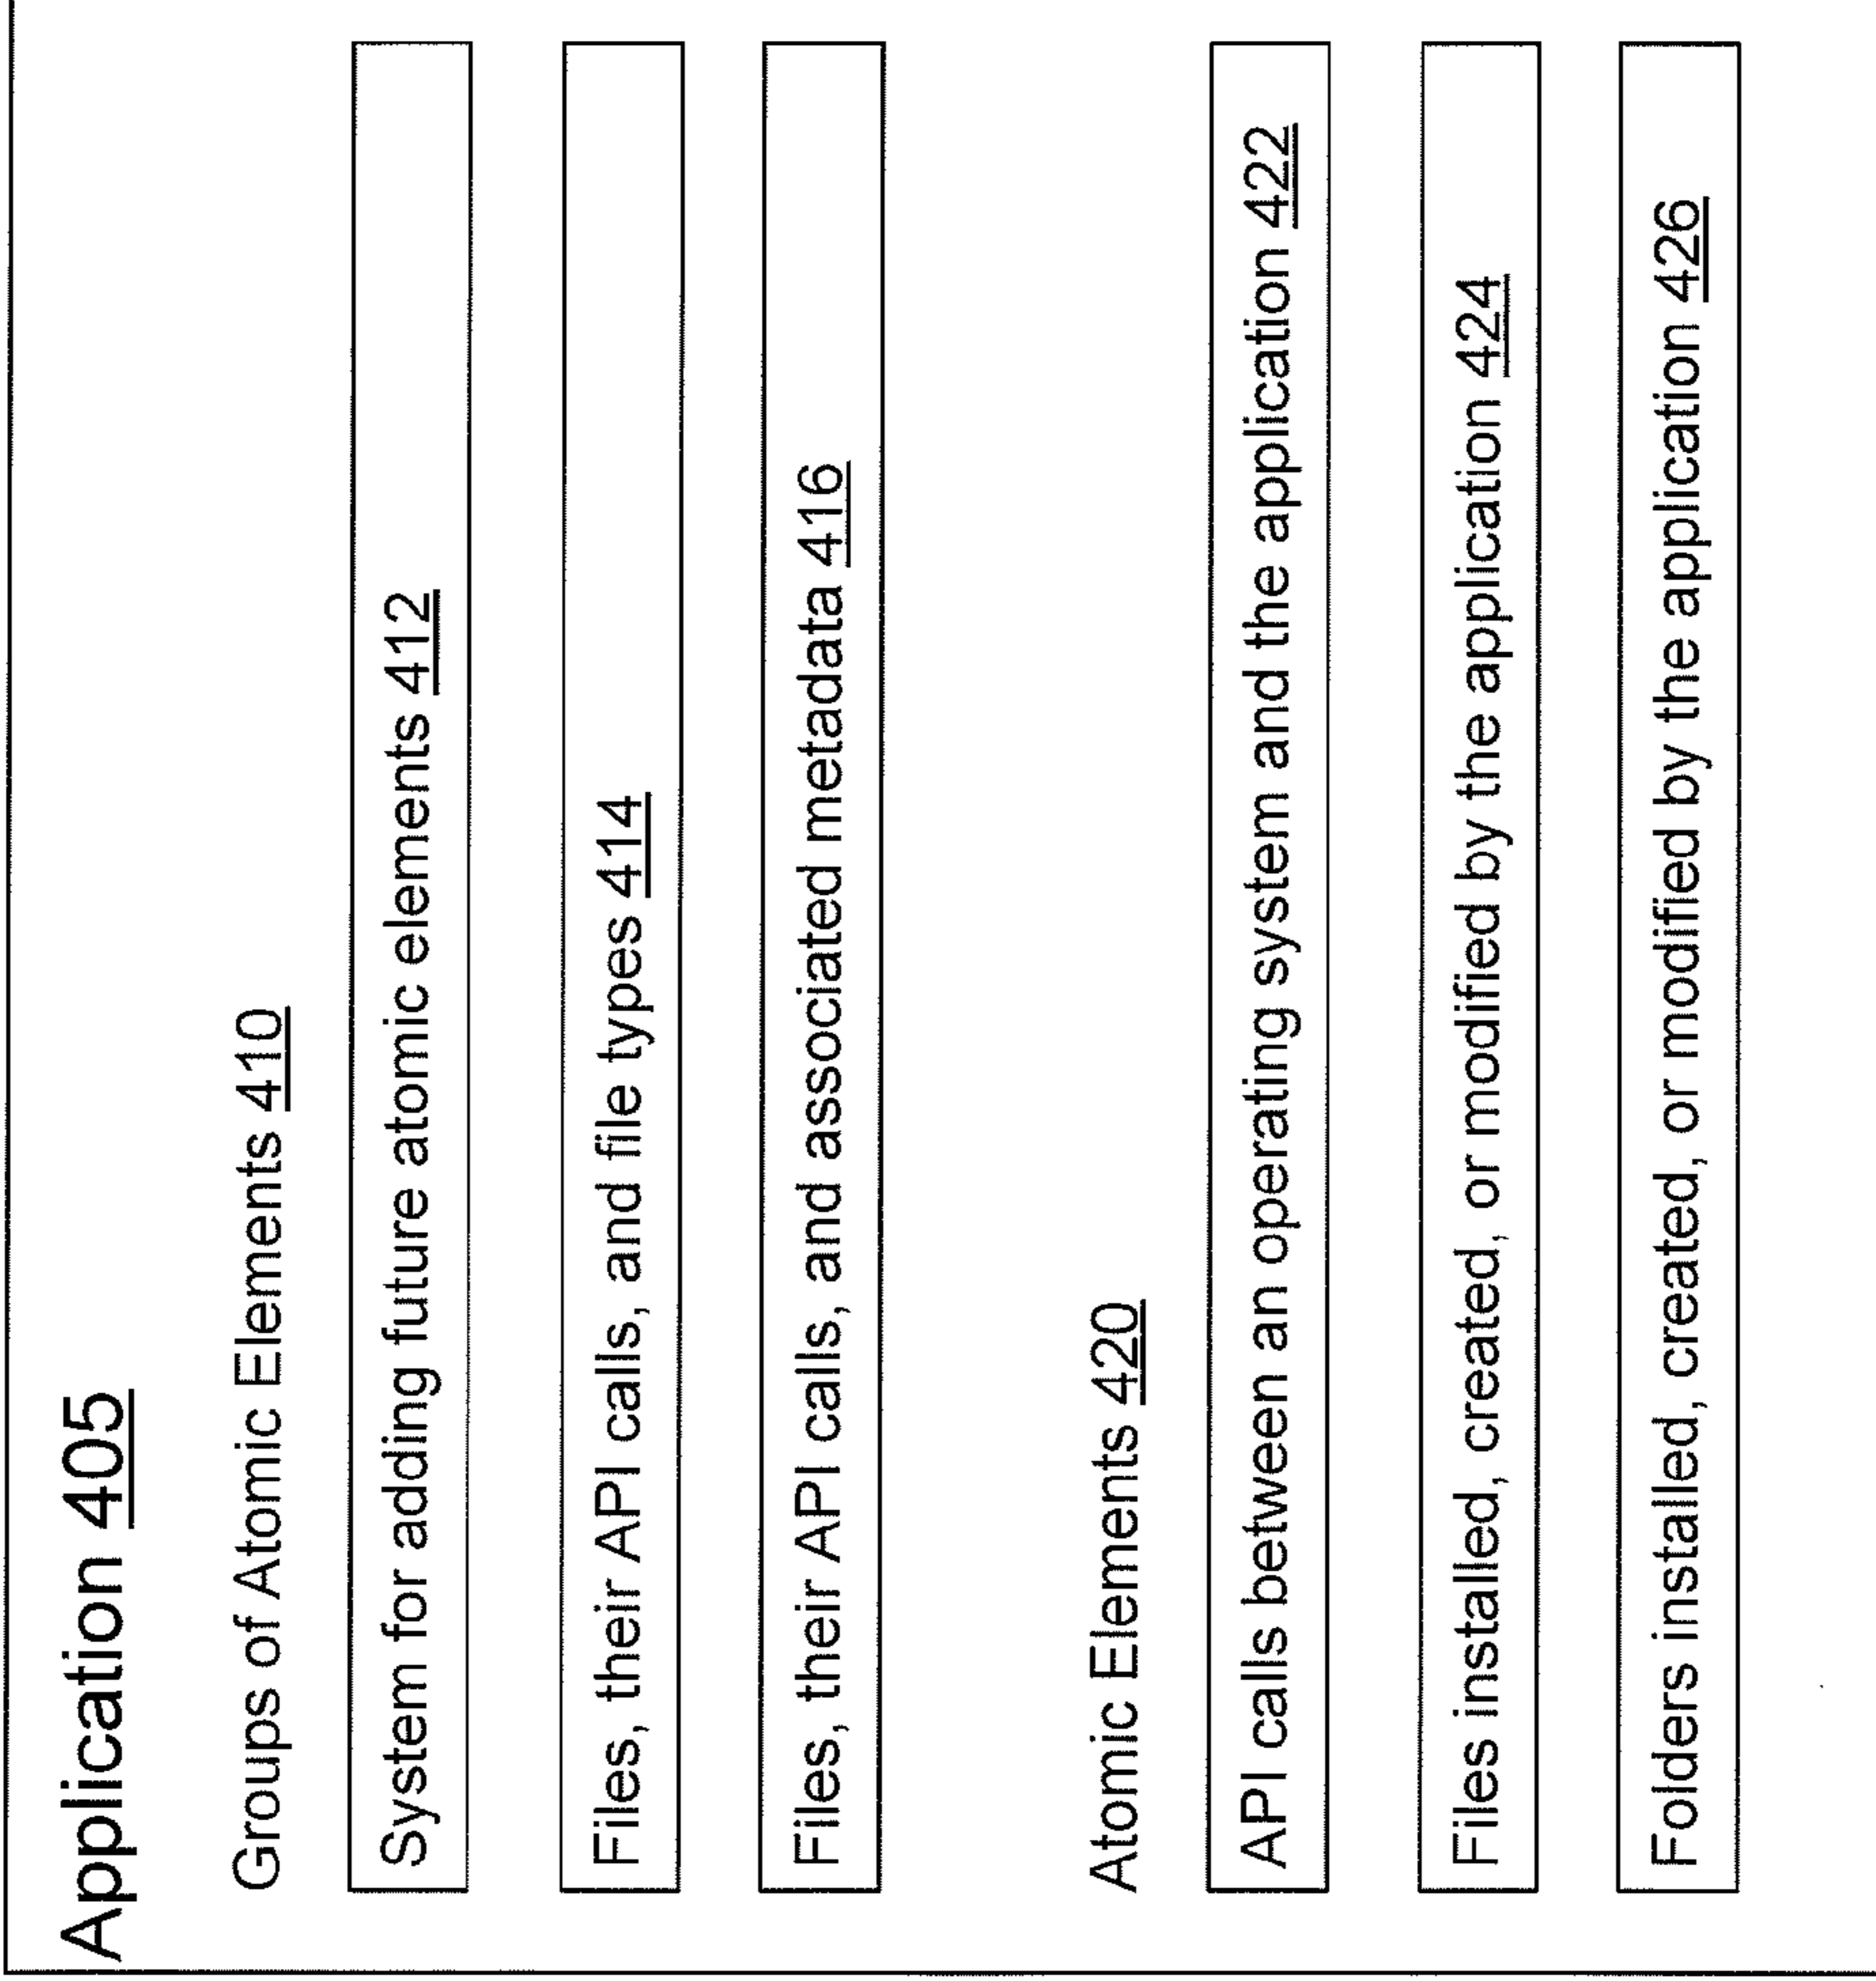 Application 405
Groups of Atomic Elements 410
System for adding future atomic elements 412
Files, their API calls, and file types 414
Files, their API calls, and associated metadata 416
Atomic Elements 420
API calls between an operating system and the application 422
Files installed, created, or modified by the application 424
Folders installed, created, or modified by the application 426